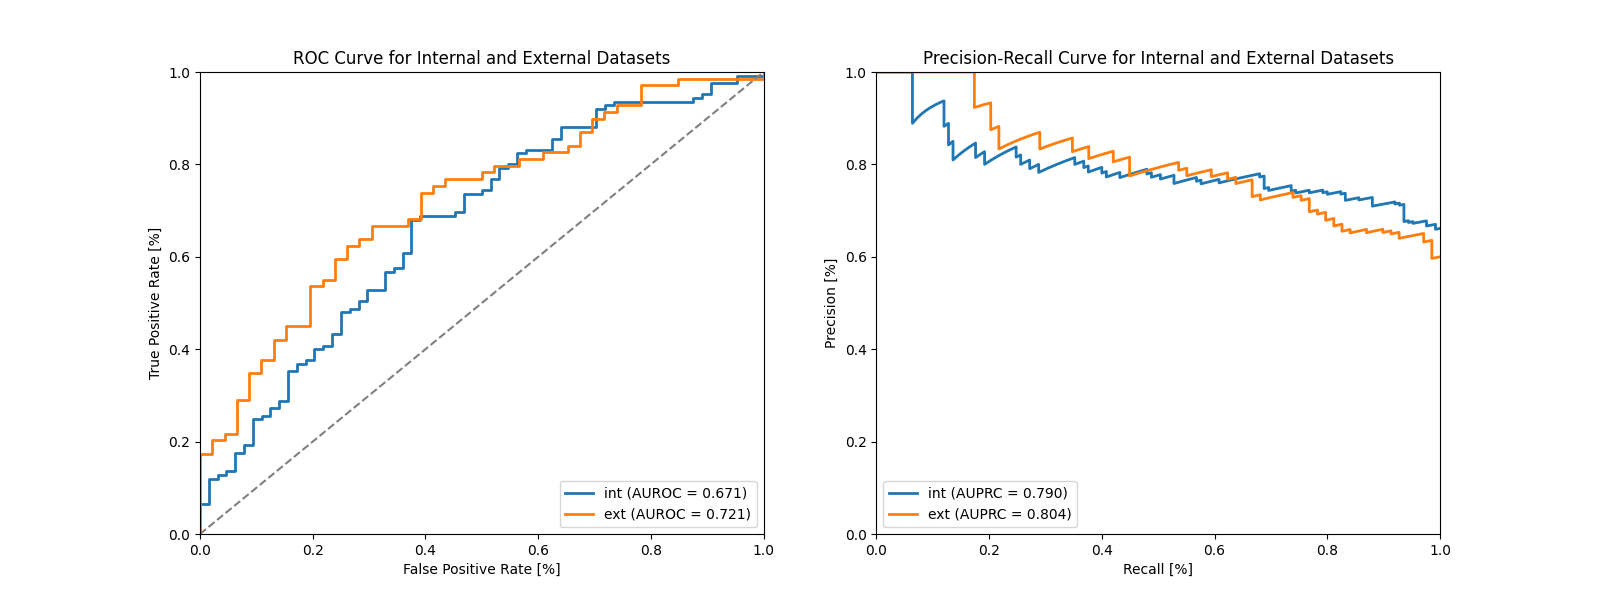 ROC Curve for Internal and External Datasets
1.0
0.8
0.6
0.4
0.2
0.0
True Positive Rate [%]
int (AUROC = 0.671)
ext (AUROC = 0.721)
0.0 0.2 0.4 0.6 0.8 1.0
False Positive Rate [%]
Precision-Recall Curve for Internal and External Datasets
1.0
0.8
0.6
0.4
0.2
0.0
Precision [%]
int (AUPRC = 0.790)
ext (AUPRC = 0.804)
0.0 0.2 0.4 0.6 0.8 1.0
Recall [%]